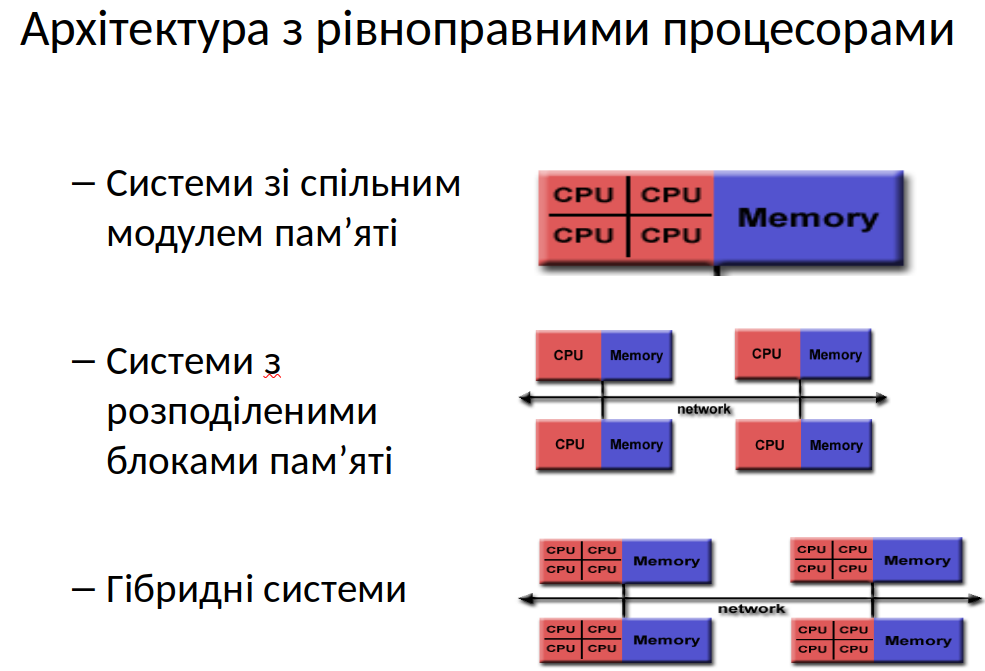 Архітектура з рівноправними процесорами
– Системи зі спільним
модулем пам’яті
CPU CPU
Memory
CPU CPU
– Системи з
розподіленими
блоками пам’яті
CPU Memory CPU Memory
network
CPU Memory CPU Memory
– Гібридні системи
CPU CPU CPU CPU
Memory Memory
CPU CPU CPU CPU
network
CPU CPU CPU CPU
Memory Memory
CPU CPU CPU CPU